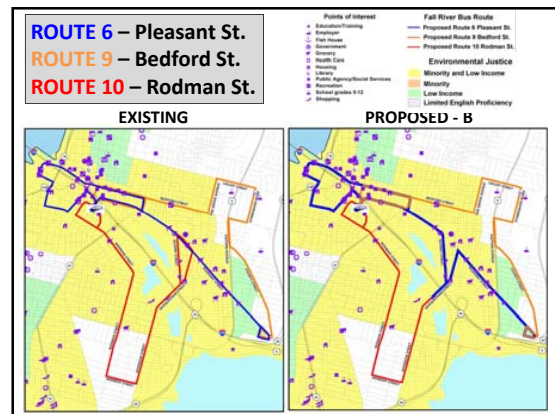 ROUTE 6 – Pleasant St.
ROUTE 9 – Bedford St.
ROUTE 10 – Rodman St.
Points of Interest
Education/Training
Employer
Fish House
Government
Grocery
Health Care
Housing
Library
Public Agency/Social Services
Recreation
School grades 5-12
Shopping
Fall River Bus Route
Proposed Route 6 Pleasant St.
Proposed Route 9 Bedford St.
Proposed Route 10 Rodman St.
Environmental Justice
Minority and Low Income
Minority
Low Income
Limited English Proficiency
EXISTING
PROPOSED - B